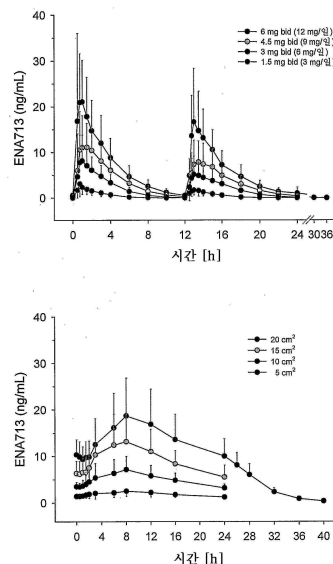 6 mg bid (12 mg/일)
4.5 mg bid (9 mg/일)
3 mg bid (6 mg/일)
1.5 mg bid (3 mg/일)
40
30
20
10
0
ENA713 (ng/mL)
0 4 8 12 16 20 24 30 36
시간 [h]
20 cm²
15 cm²
10 cm²
5 cm²
40
30
20
10
0
ENA713 (ng/mL)
0 4 8 12 16 20 24 28 32 36 40
시간 [h]